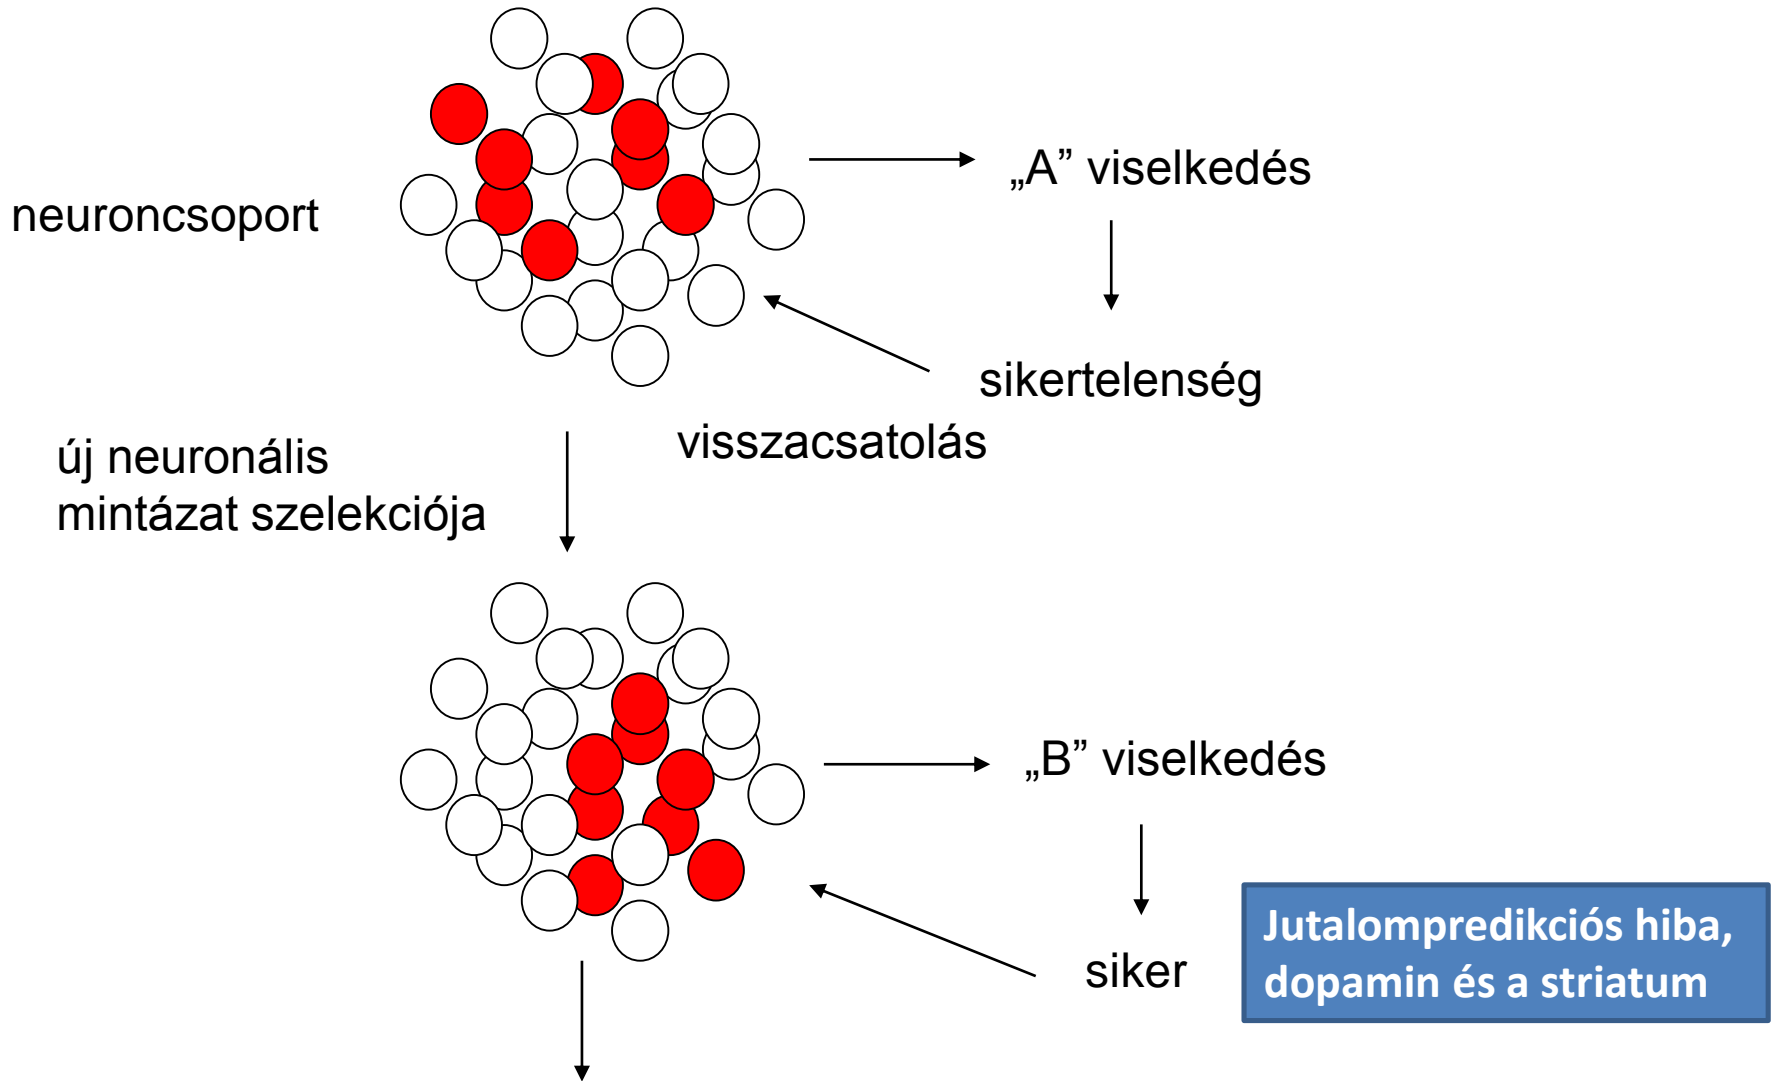 „A” viselkedés
neuroncsoport
sikertelenség
visszacsatolás
új neuronális
mintázat szelekciója
„B” viselkedés
siker
Jutalompredikciós hiba,
dopamin és a striatum